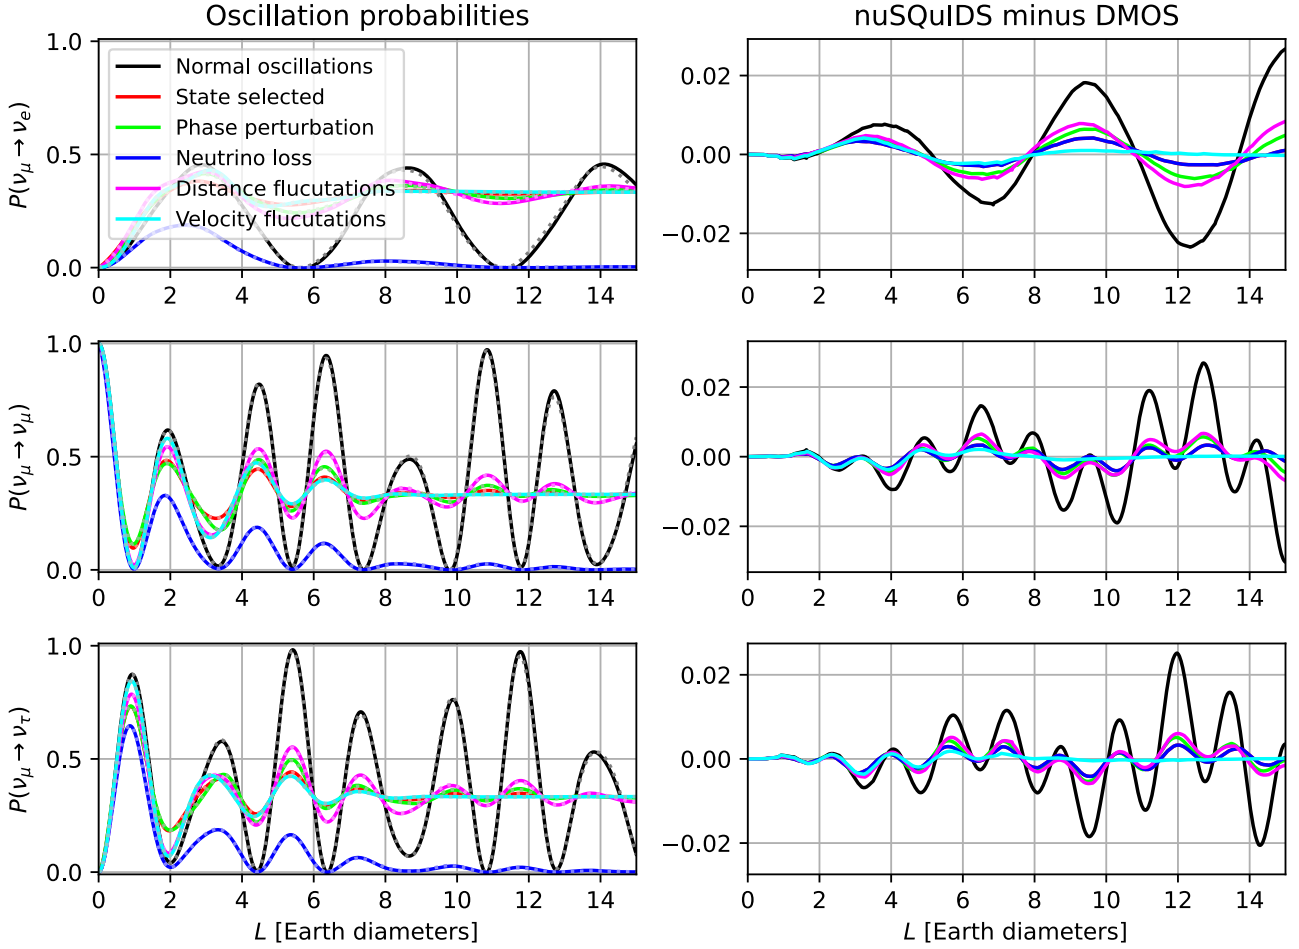 Oscillation probabilities
nuSQuIDS minus DMOS
P(νμ → νe)
1.0
0.5
0.0
Normal oscillations
State selected
Phase perturbation
Neutrino loss
Distance flucutations
Velocity flucutations
0 2 4 6 8 10 12 14
0.02
0.00
−0.02
0 2 4 6 8 10 12 14
P(νμ → νμ)
1.0
0.5
0.0
0 2 4 6 8 10 12 14
0.02
0.00
−0.02
0 2 4 6 8 10 12 14
P(νμ → ντ)
1.0
0.5
0.0
0 2 4 6 8 10 12 14
L [Earth diameters]
0.02
0.00
−0.02
0 2 4 6 8 10 12 14
L [Earth diameters]